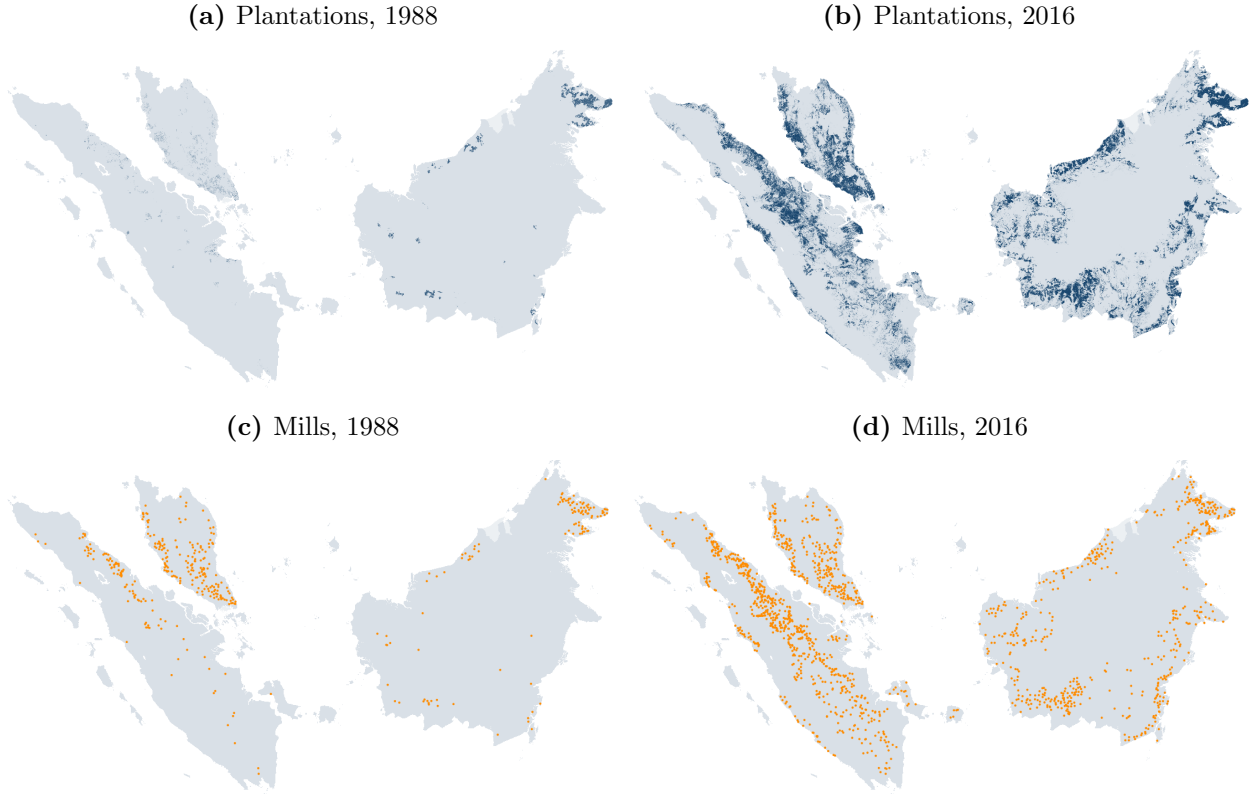 (a) Plantations, 1988
(b) Plantations, 2016
(c) Mills, 1988
(d) Mills, 2016